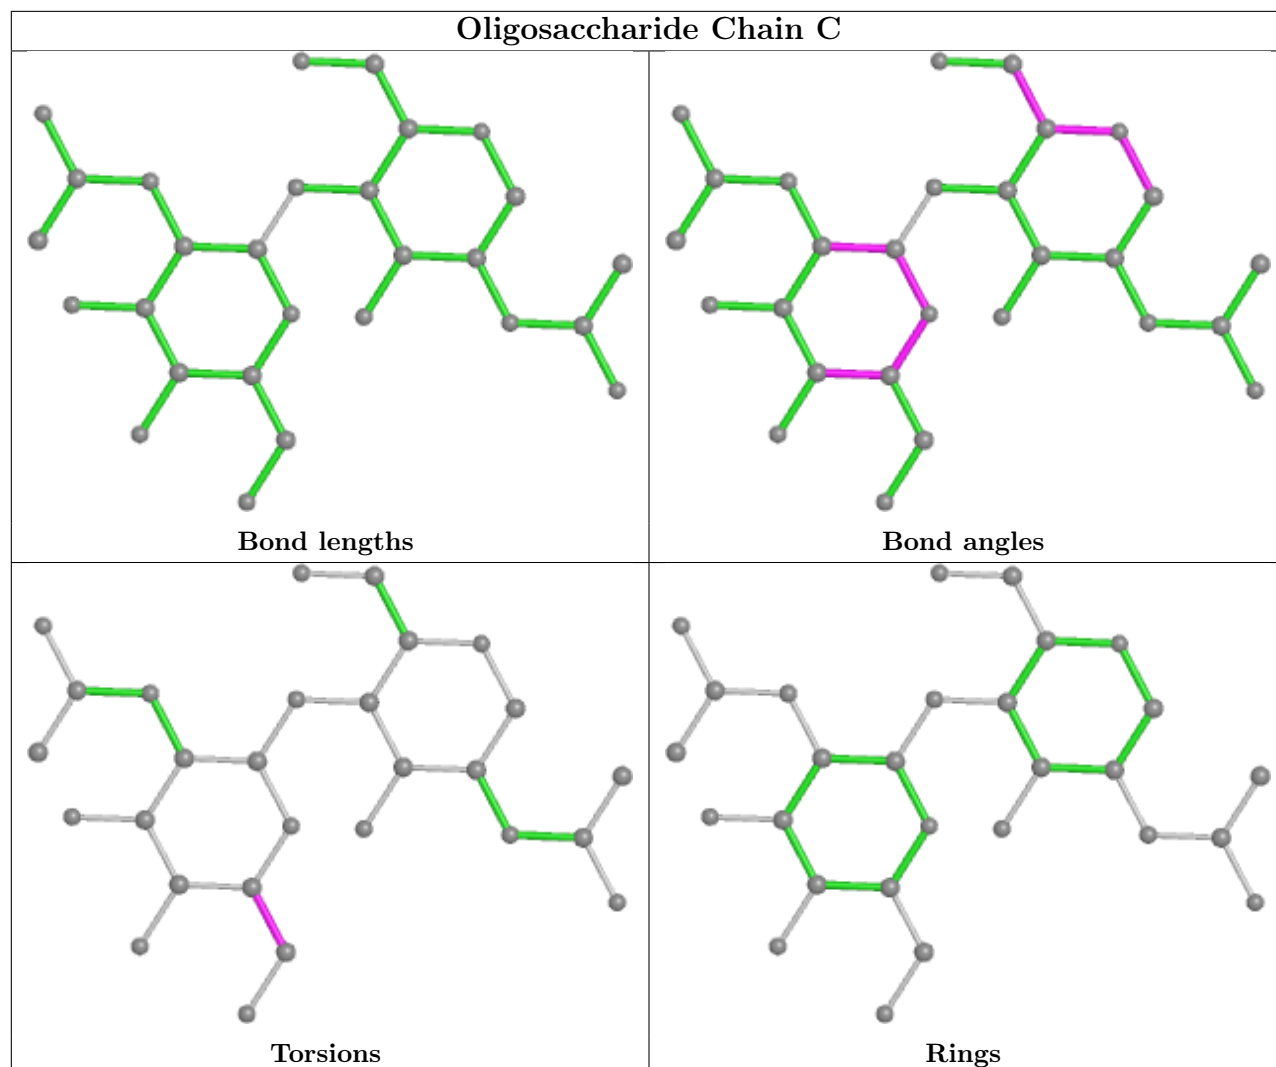 Oligosaccharide Chain C
Bond lengths
Bond angles
Torsions
Rings